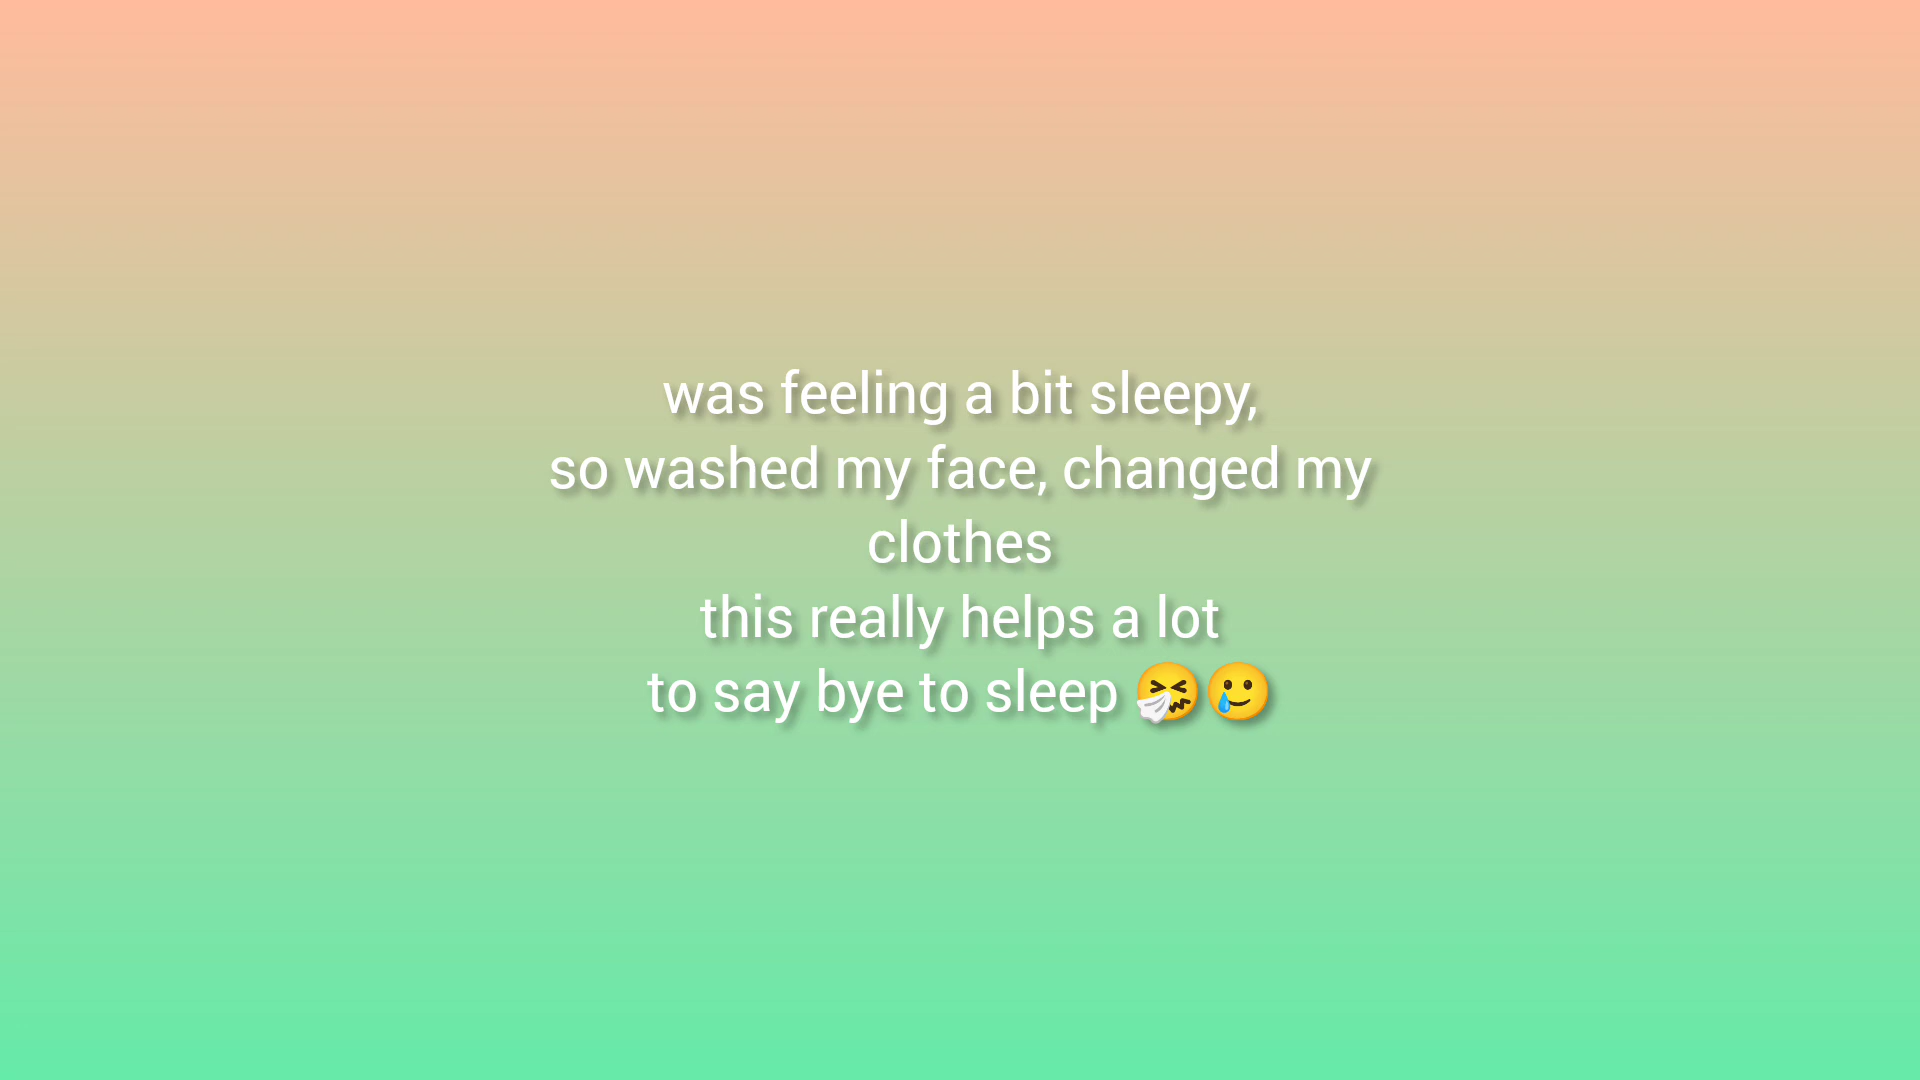 was feeling a bit sleepy,
so washed my face, changed my
clothes
this really helps a lot
to say bye to sleep 🤧🥲